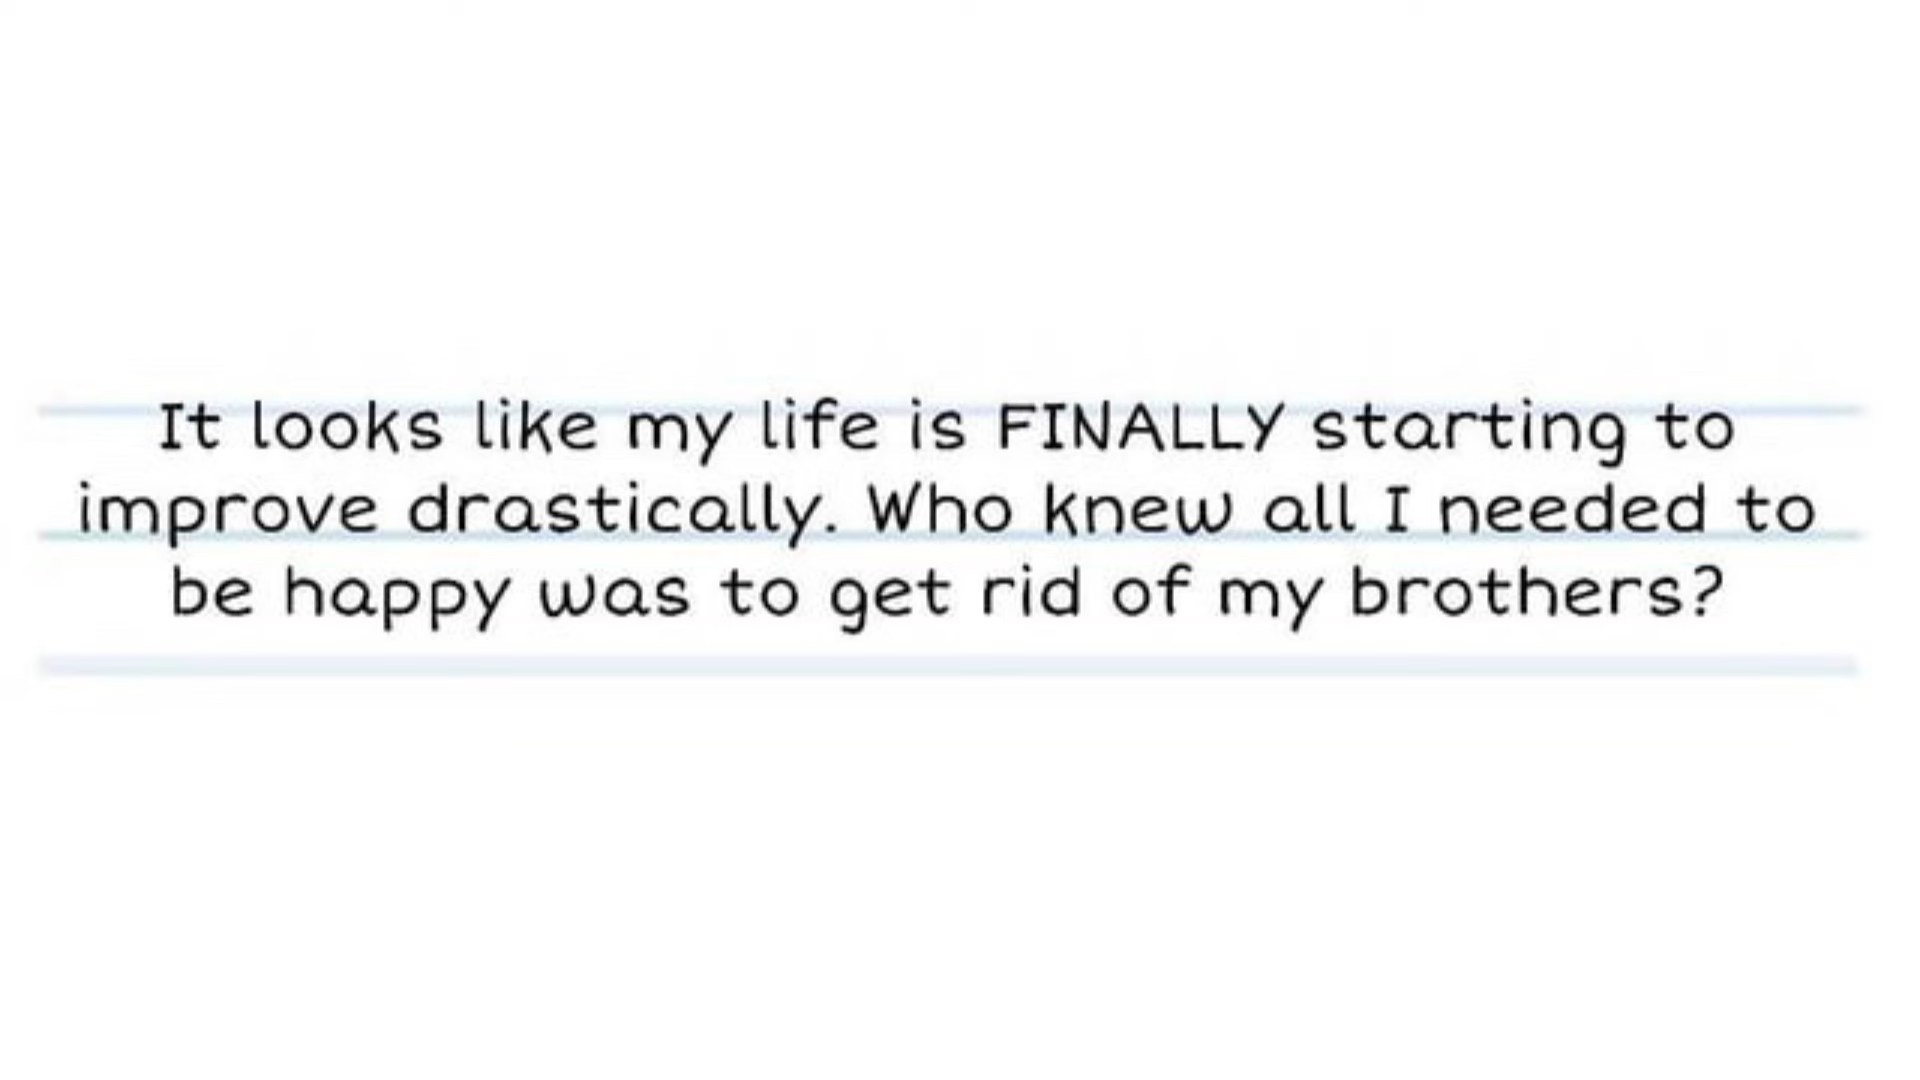 It looks like my life is FINALLY starting to
improve drastically. Who knew all I needed to
be happy was to get rid of my brothers?